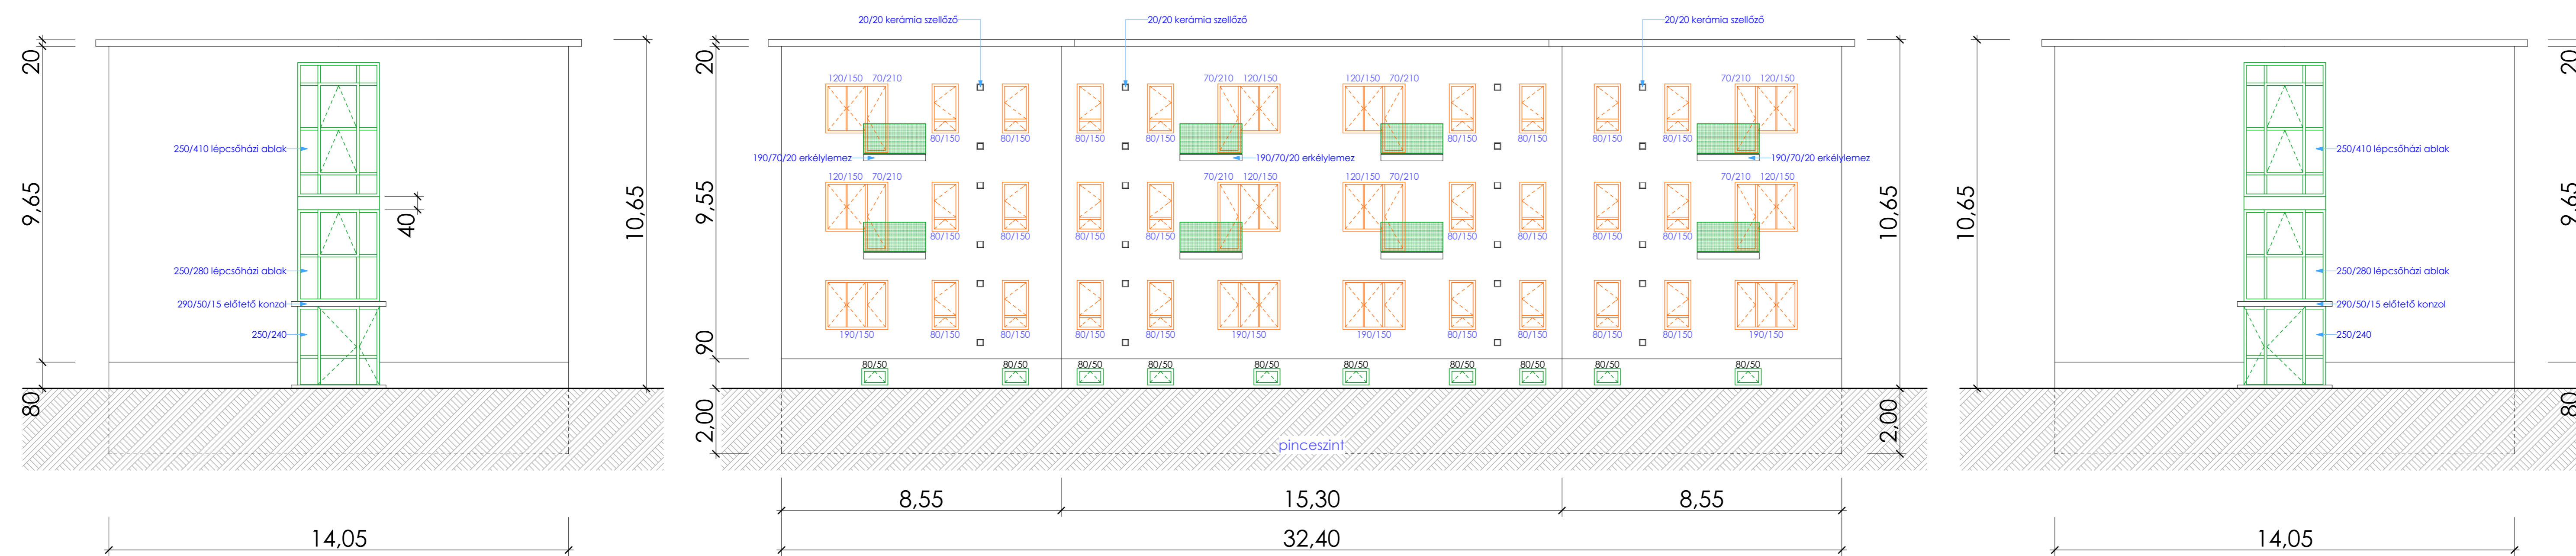 20/20 kerámia szellőző 20/20 kerámia szellőző 20/20 kerámia szellőző
20 20 20
120/150 70/210 70/210 120/150 120/150 70/210 70/210 120/150
80/150 80/150 80/150 80/150 80/150 80/150 80/150 80/150
250/410 lépcsőházi ablak 250/410 lépcsőházi ablak
190/70/20 erkélylemez 190/70/20 erkélylemez 190/70/20 erkélylemez
120/150 70/210 70/210 120/150 120/150 70/210 70/210 120/150
9,65 10,65 9,55 10,65 10,65 9,65
40
80/150 80/150 80/150 80/150 80/150 80/150 80/150 80/150
250/280 lépcsőházi ablak 250/280 lépcsőházi ablak
290/50/15 előtető konzol 290/50/15 előtető konzol
250/240 250/240
190/150 80/150 80/150 80/150 80/150 190/150 190/150 80/150 80/150 80/150 80/150 190/150
90
80/50 80/50 80/50 80/50 80/50 80/50 80/50 80/50 80/50 80/50
80 80
2,00 2,00
pinceszint
8,55 15,30 8,55
14,05 32,40 14,05